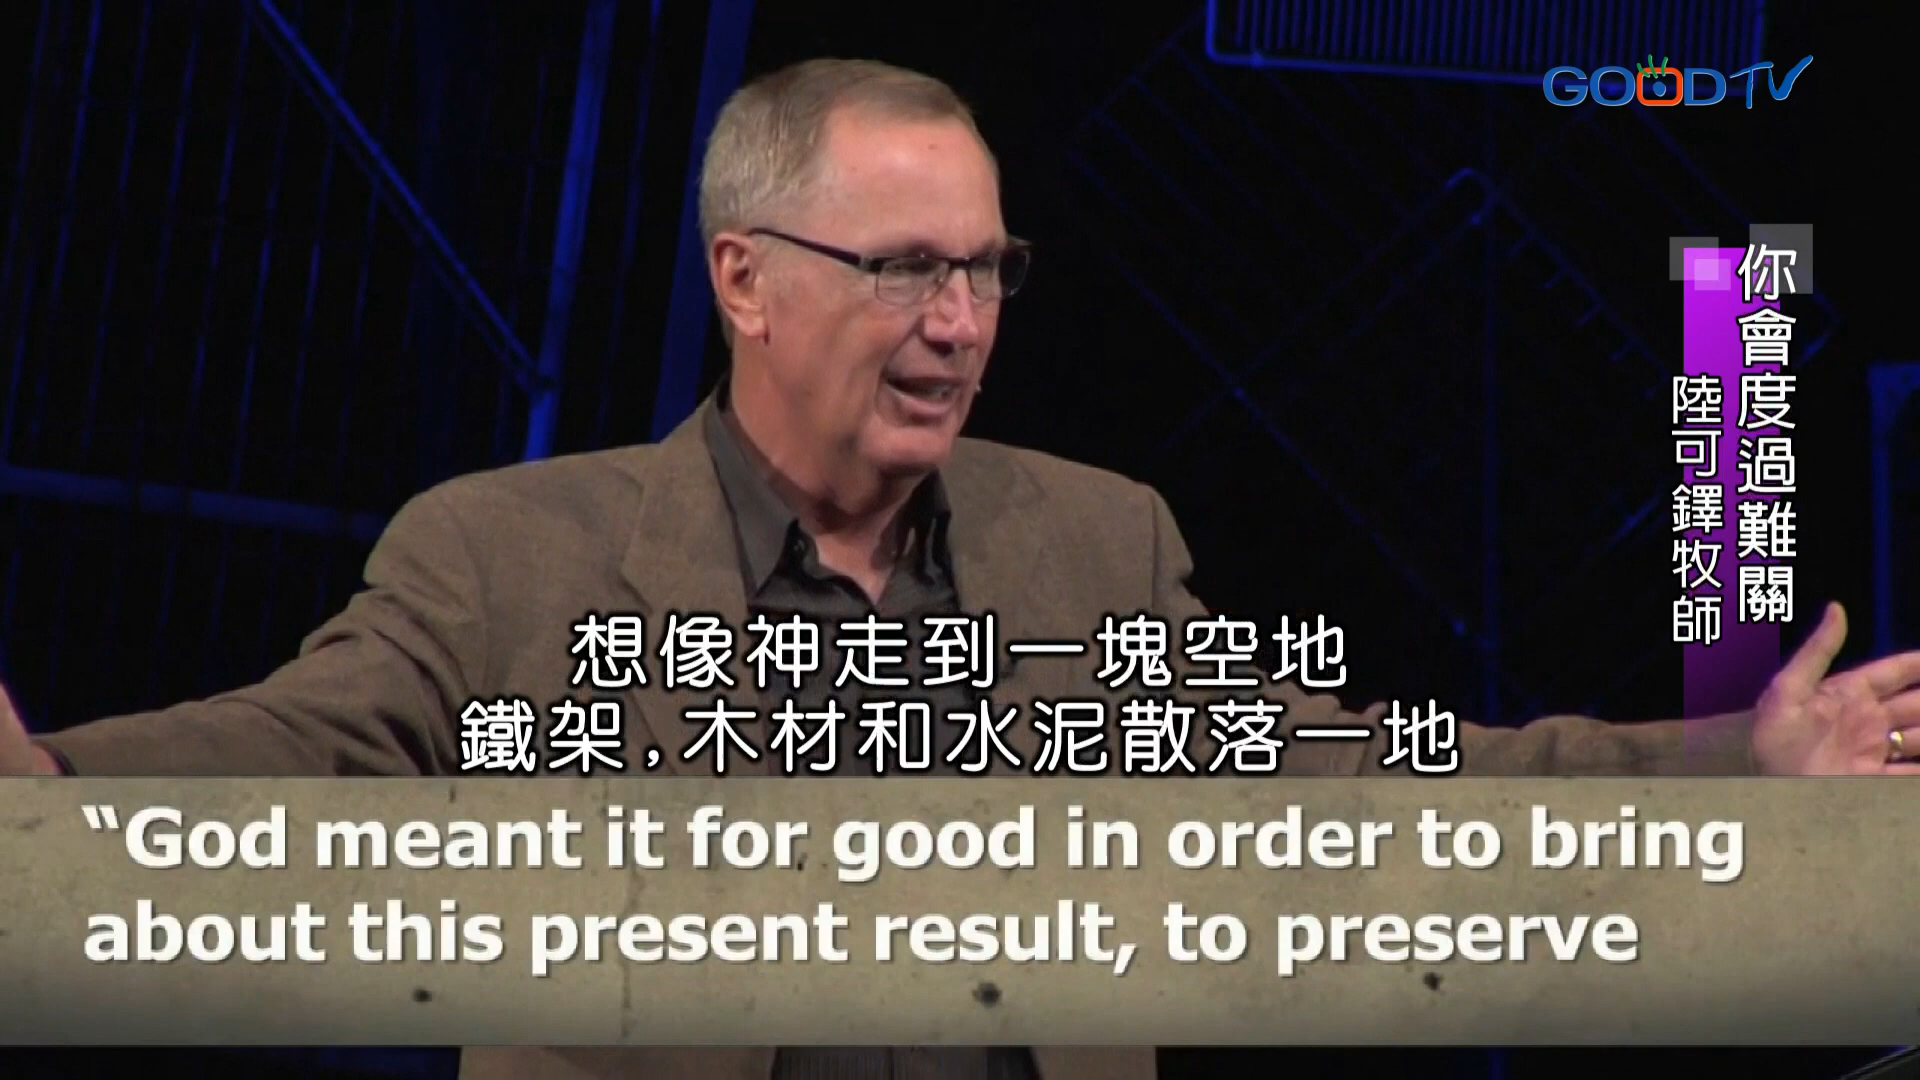 GOOD TV
你會度過難關
陸可鐸牧師
想像神走到一塊空地
鐵架,木材和水泥散落一地
“God meant it for good in order to bring
about this present result, to preserve